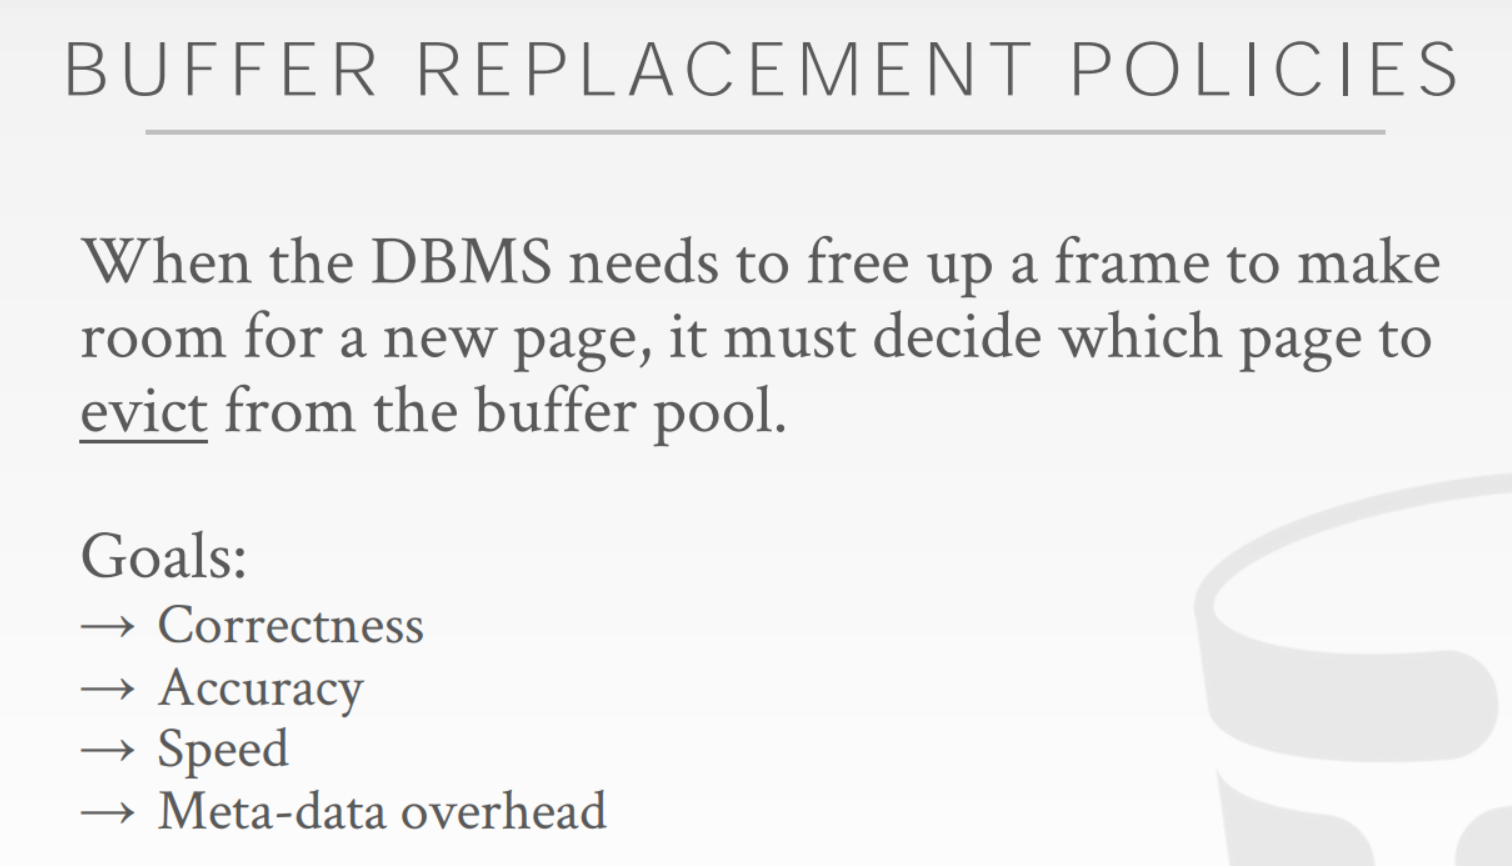 BUFFER REPLACEMENT POLICIES
When the DBMS needs to free up a frame to make
room for a new page, it must decide which page to
evict from the buffer pool.
Goals:
→ Correctness
→ Accuracy
→ Speed
→ Meta-data overhead